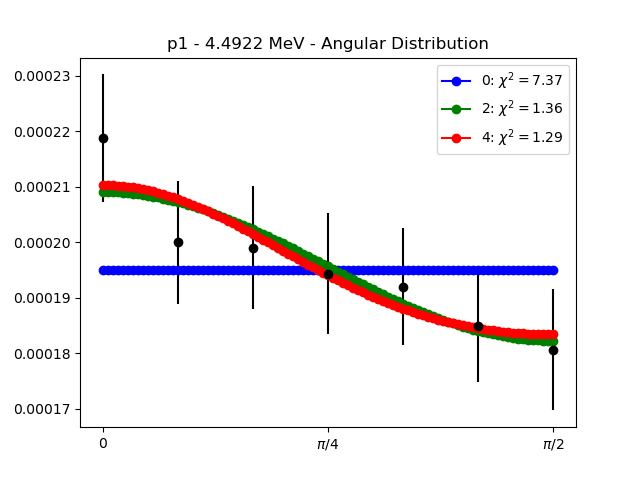 p1 - 4.4922 MeV - Angular Distribution
0.00023
0.00022
0.00021
0.00020
0.00019
0.00018
0.00017
0
π/4
π/2
0: χ² = 7.37
2: χ² = 1.36
4: χ² = 1.29